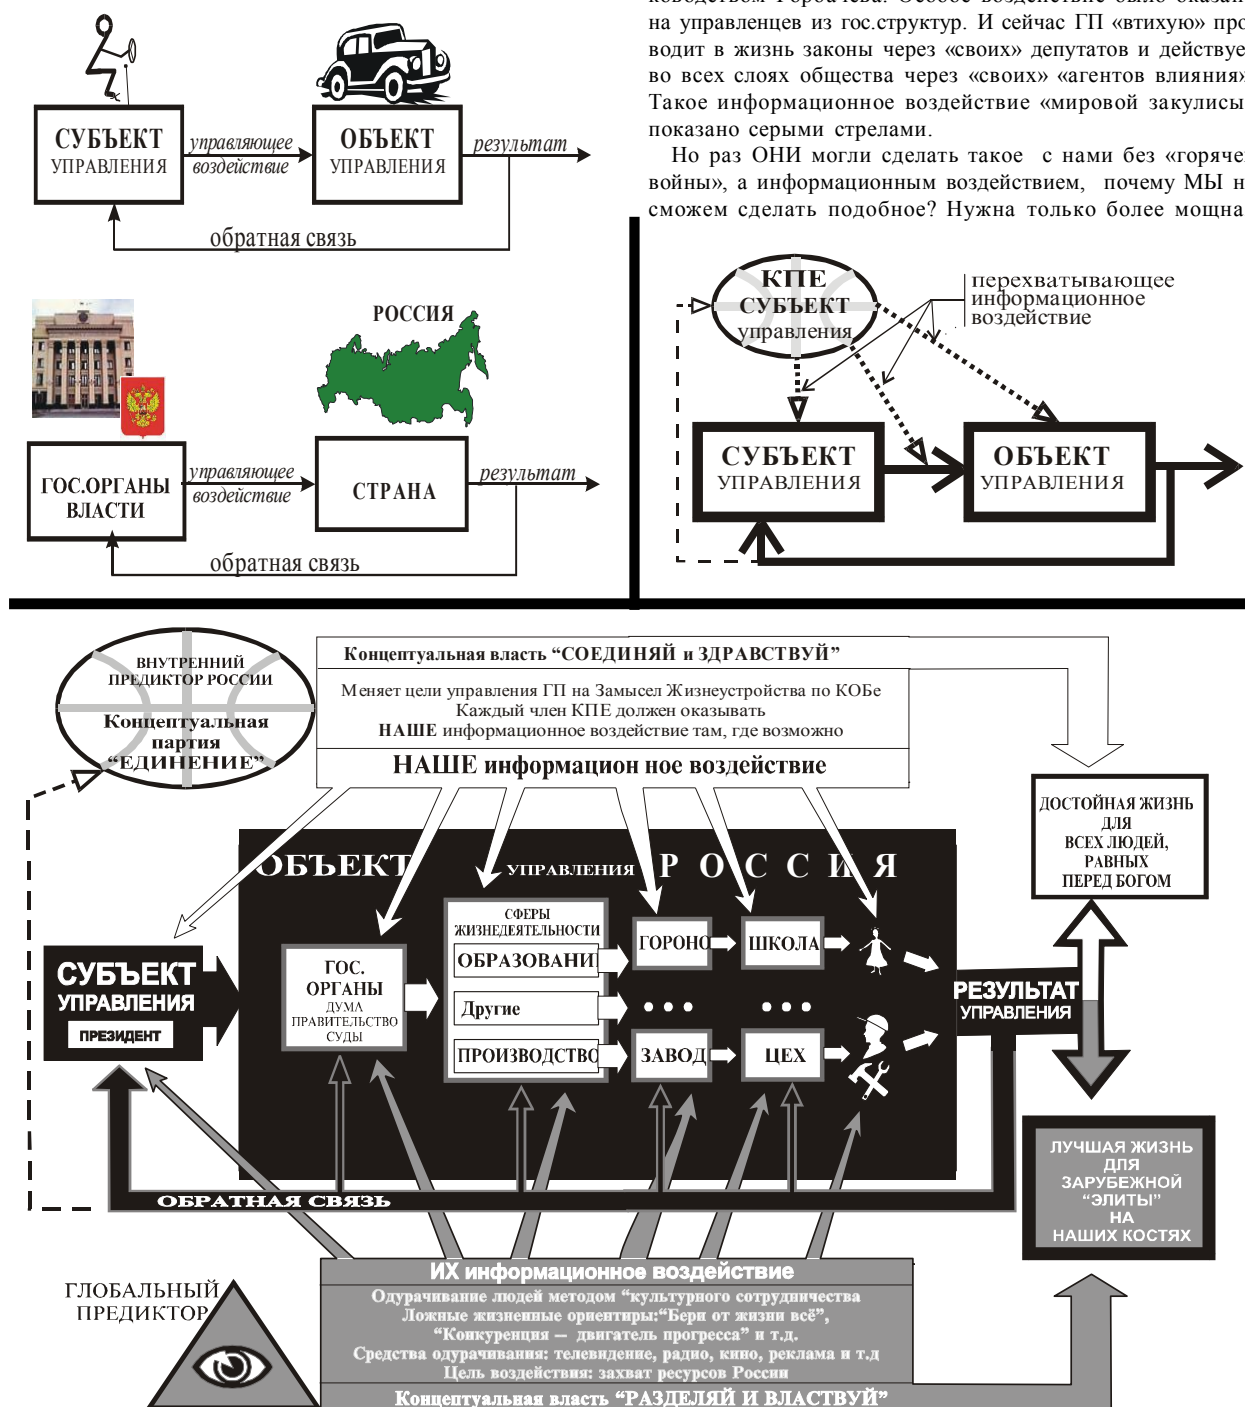 ководством Горбачева. Особое воздействие было оказан
на управленцев из гос.структур. И сейчас ГП «втихую» про
водит в жизнь законы через «своих» депутатов и действуе
во всех слоях общества через «своих» «агентов влияния»
Такое информационное воздействие «мировой закулисы
показано серыми стрелами.
Но раз ОНИ могли сделать такое с нами без «горяче
войны», а информационным воздействием, почему МЫ н
сможем сделать подобное? Нужна только более мощна
СУБЪЕКТ
УПРАВЛЕНИЯ
управляющее
воздействие
ОБЪЕКТ
УПРАВЛЕНИЯ
результат
обратная связь
РОССИЯ
ГОС.ОРГАНЫ
ВЛАСТИ
управляющее
воздействие
СТРАНА
результат
обратная связь
КПЕ
СУБЪЕКТ
управления
перехватывающее
информационное
воздействие
СУБЪЕКТ
УПРАВЛЕНИЯ
ОБЪЕКТ
УПРАВЛЕНИЯ
ВНУТРЕННИЙ
ПРЕДИКТОР РОССИИ
Концептуальная
партия
“ЕДИНЕНИЕ”
Концептуальная власть “СОЕДИНЯЙ и ЗДРАВСТВУЙ”
Меняет цели управления ГП на Замысел Жизнеустройства по КОБе
Каждый член КПЕ должен оказывать
НАШЕ информационное воздействие там, где возможно
НАШЕ информацион ное воздействие
ДОСТОЙНАЯ ЖИЗНЬ
ДЛЯ
ВСЕХ ЛЮДЕЙ,
РАВНЫХ
ПЕРЕД БОГОМ
ОБЪЕКТ УПРАВЛЕНИЯ РОССИЯ
СУБЪЕКТ
УПРАВЛЕНИЯ
ПРЕЗИДЕНТ
ГОС.
ОРГАНЫ
ДУМА
ПРАВИТЕЛЬСТВО
СУДЫ
СФЕРЫ
ЖИЗНЕДЕЯТЕЛЬНОСТИ
ОБРАЗОВАНИ
Другие
ПРОИЗВОДСТВО
ГОРОНО
ШКОЛА
• • •
• • •
ЗАВОД
ЦЕХ
РЕЗУЛЬТАТ
УПРАВЛЕНИЯ
ОБРАТНАЯ СВЯЗЬ
ЛУЧШАЯ ЖИЗНЬ
ДЛЯ
ЗАРУБЕЖНОЙ
“ЭЛИТЫ”
НА
НАШИХ КОСТЯХ
ГЛОБАЛЬНЫЙ
ПРЕДИКТОР
ИХ информационное воздействие
Одурачивание людей методом “культурного сотрудничества
Ложные жизненные ориентиры:“Бери от жизни всё”,
“Конкуренция – двигатель прогресса” и т.д.
Средства одурачивания: телевидение, радио, кино, реклама и т.д
Цель воздействия: захват ресурсов России
Концептуальная власть “РАЗДЕЛЯЙ И ВЛАСТВУЙ”